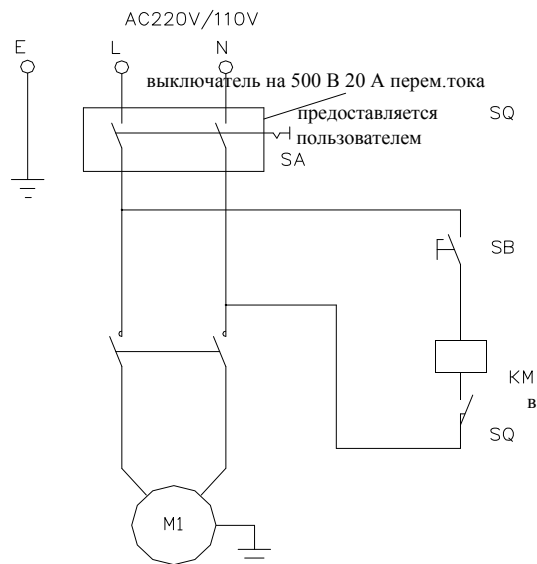 AC220V/110V
E
L
N
выключатель на 500 В 20 А перем.тока
предоставляется
SQ
пользователем
SA
SB
KM
в
SQ
M1